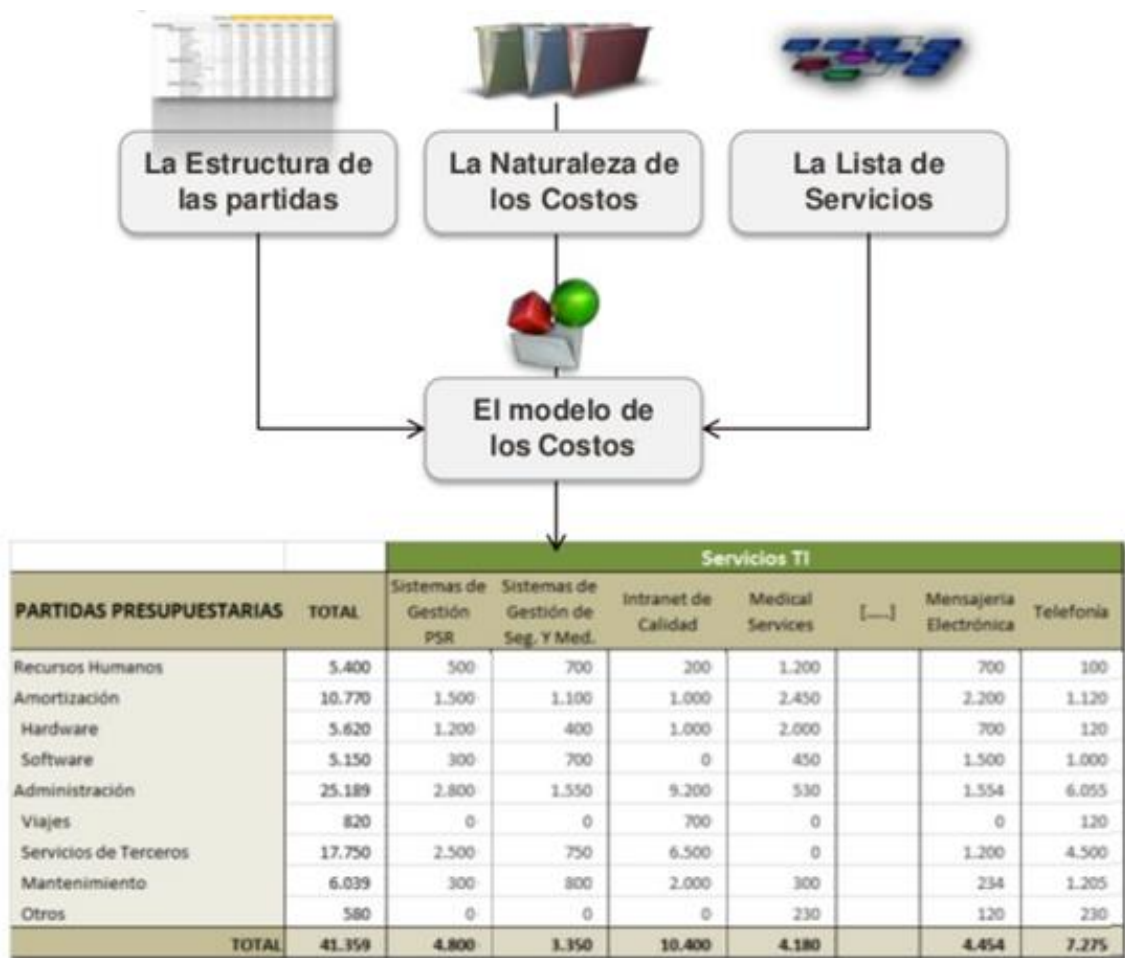 La Estructura de
las partidas
La Naturaleza de
los Costos
La Lista de
Servicios
El modelo de
los Costos
Servicios TI
PARTIDAS PRESUPUESTARIAS TOTAL Sistemas de Gestión PSR Sistemas de Gestión de Seg. Y Med. Intranet de Calidad Medical Services [.....] Mensajeria Electrónica Telefonía
Recursos Humanos 5.400 500 700 200 1.200 700 100
Amortización 10.770 1.500 1.100 1.000 2.450 2.200 1.120
Hardware 5.620 1.200 400 1.000 2.000 700 120
Software 5.150 300 700 0 450 1.500 1.000
Administración 25.189 2.800 1.550 9.200 530 1.554 6.055
Viajes 820 0 0 700 0 0 120
Servicios de Terceros 17.750 2.500 750 6.500 0 1.200 4.500
Mantenimiento 6.039 300 800 2.000 300 234 1.205
Otros 580 0 0 0 230 120 230
TOTAL 41.359 4.800 3.350 10.400 4.180 4.454 7.275